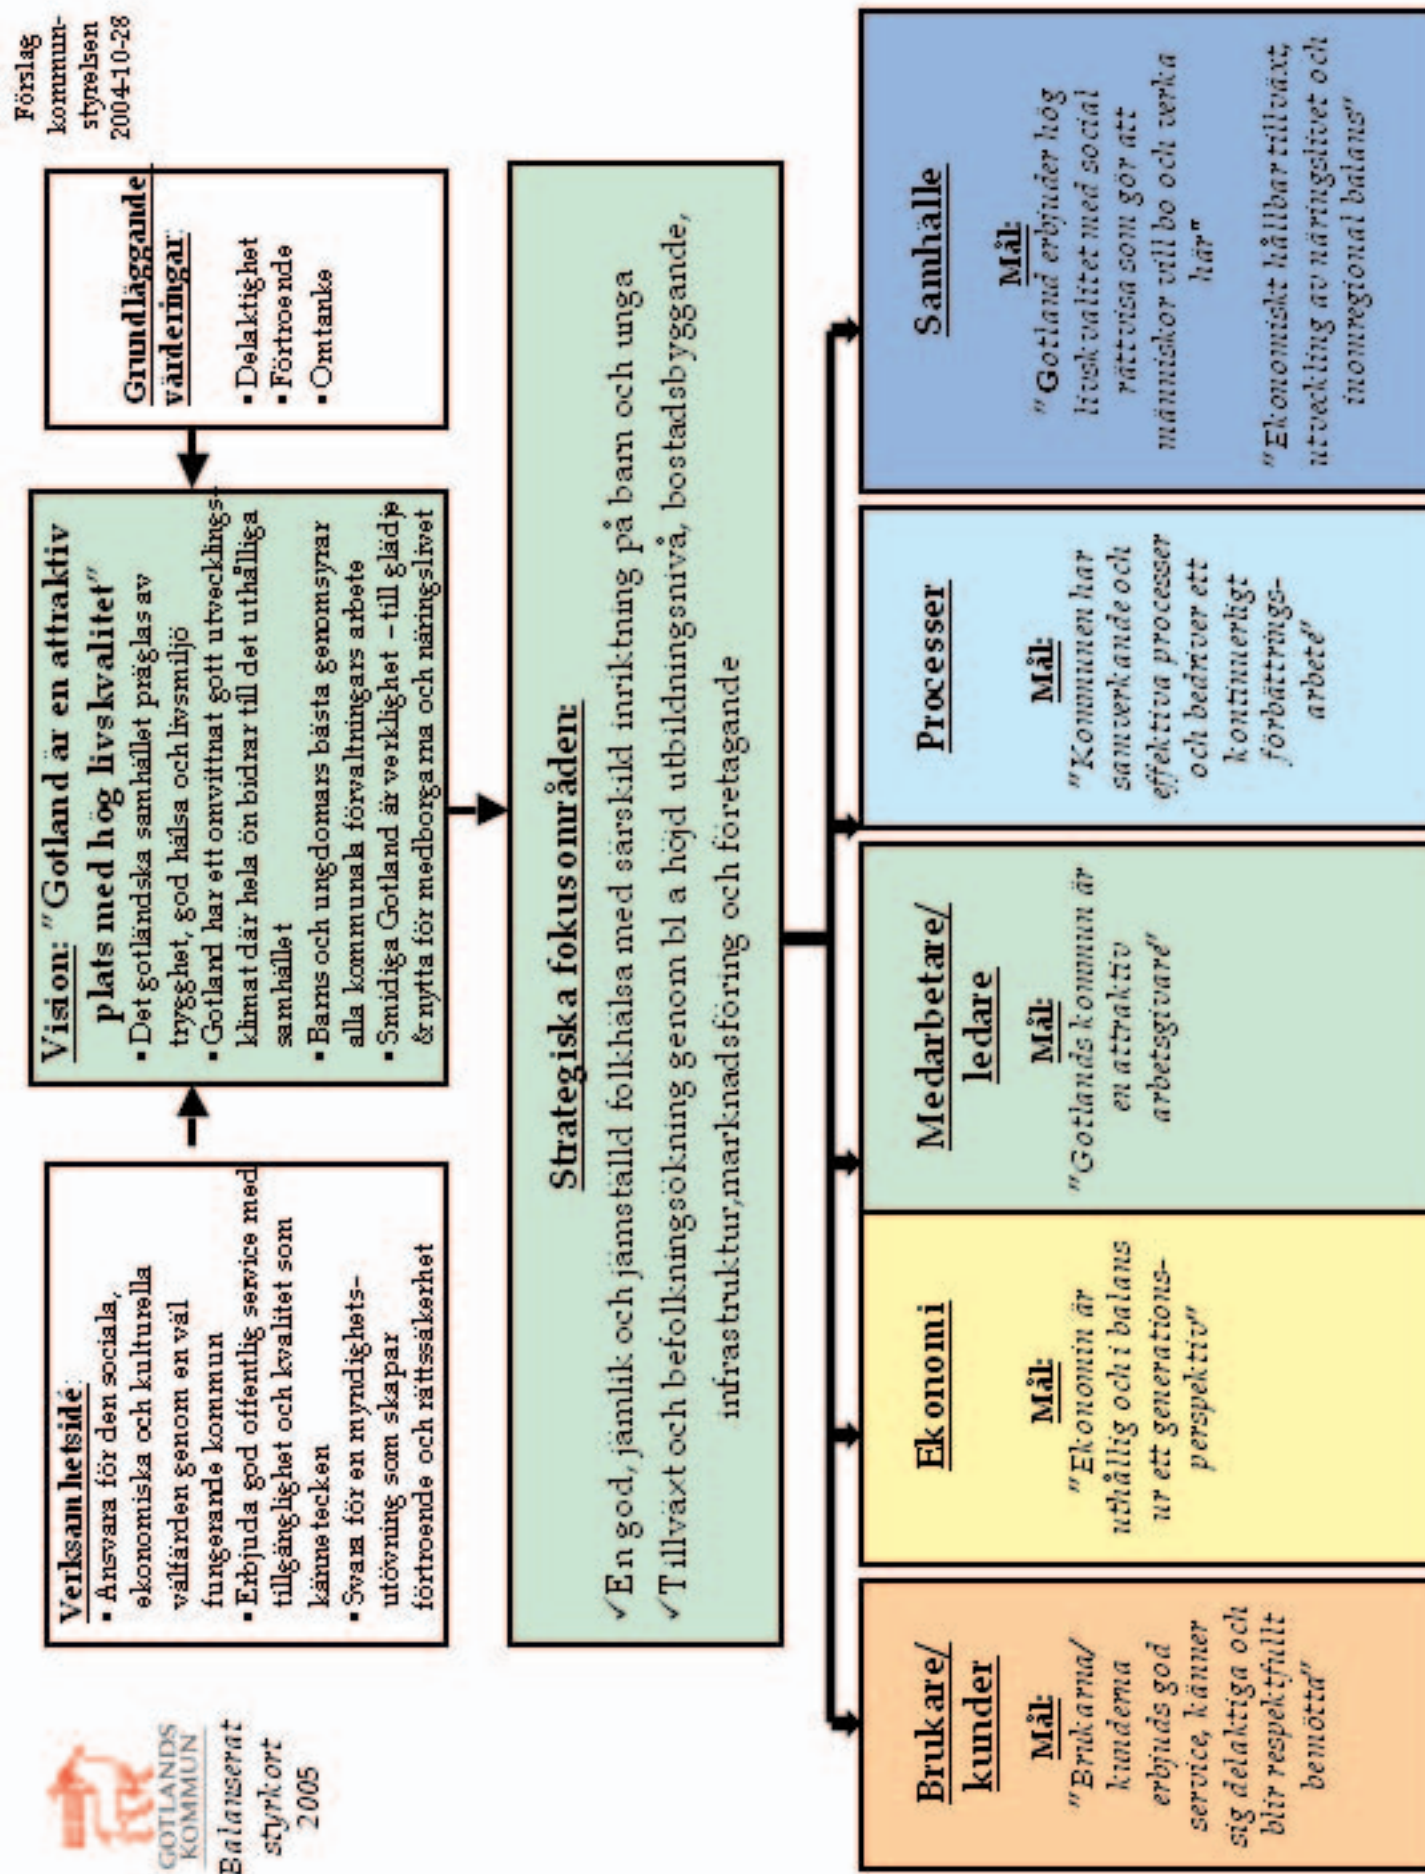 GOTLANDS
KOMMUN
Balanserat
styrkort
2005
Förslag
kommun-
styrelsen
2004-10-28
Verksamhetsidé:
▪ Ansvara för den sociala,
ekonomiska och kulturella
välfärden genom en väl
fungerande kommun
▪ Erbjuda god offentlig service med
tillgänglighet och kvalitet som
kännetecken
▪ Svara för en myndighets-
utövning som skapar
förtroende och rättssäkerhet
Vision: "Gotland är en attraktiv
plats med hög livskvalitet"
▪ Det gotländska samhället präglas av
trygghet, god hälsa och livsmiljö
▪ Gotland har ett omvittnat gott utvecklings-
klimat där hela ön bidrar till det uthålliga
samhället
▪ Barns och ungdomars bästa genomsyrar
alla kommunala förvaltningars arbete
▪ Smidiga Gotland är verklighet – till glädje
& nytta för medborgarna och näringslivet
Grundläggande
värderingar:
▪ Delaktighet
▪ Förtroende
▪ Omtanke
Strategiska fokusområden:
✓En god, jämlik och jämställd folkhälsa med särskild inriktning på barn och unga
✓Tillväxt och befolkningsökning genom bl a höjd utbildningsnivå, bostadsbyggande,
infrastruktur,marknadsföring och företagande
Brukare/
kunder
Mål:
"Brukarna/
kunderna
erbjuds god
service, känner
sig delaktiga och
blir respektfullt
bemötta"
Ekonomi
Mål:
"Ekonomin är
uthållig och i balans
ur ett generations-
perspektiv"
Medarbetare/
ledare
Mål:
"Gotlands kommun är
en attraktiv
arbetsgivare"
Processer
Mål:
"Kommunen har
samverkande och
effektiva processer
och bedriver ett
kontinuerligt
förbättrings-
arbete"
Samhälle
Mål:
"Gotland erbjuder hög
livskvalitet med social
rättvisa som gör att
människor vill bo och verka
här"
"Ekonomiskt hållbar tillväxt,
utveckling av näringslivet och
inomregional balans"